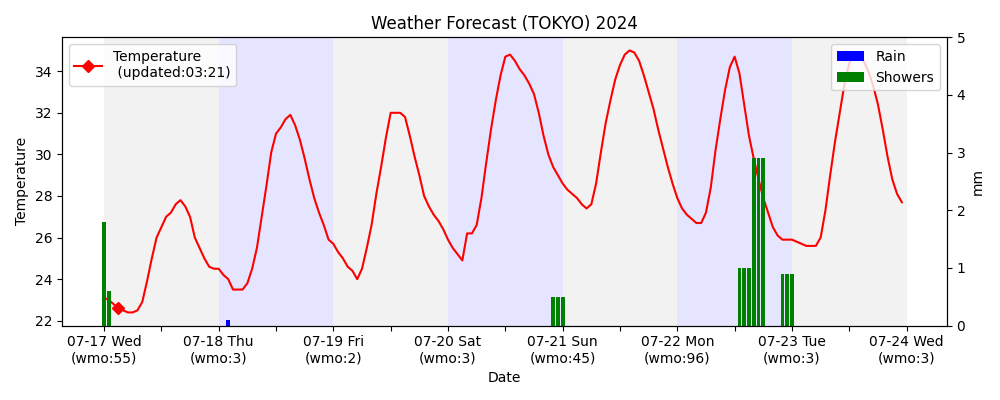 Weather Forecast (TOKYO) 2024
Temperature
(updated:03:21)
Rain
Showers
34
32
30
28
26
24
22
Temperature
5
4
3
2
1
0
mm
07-17 Wed
(wmo:55)
07-18 Thu
(wmo:3)
07-19 Fri
(wmo:2)
07-20 Sat
(wmo:3)
07-21 Sun
(wmo:45)
07-22 Mon
(wmo:96)
07-23 Tue
(wmo:3)
07-24 Wed
(wmo:3)
Date